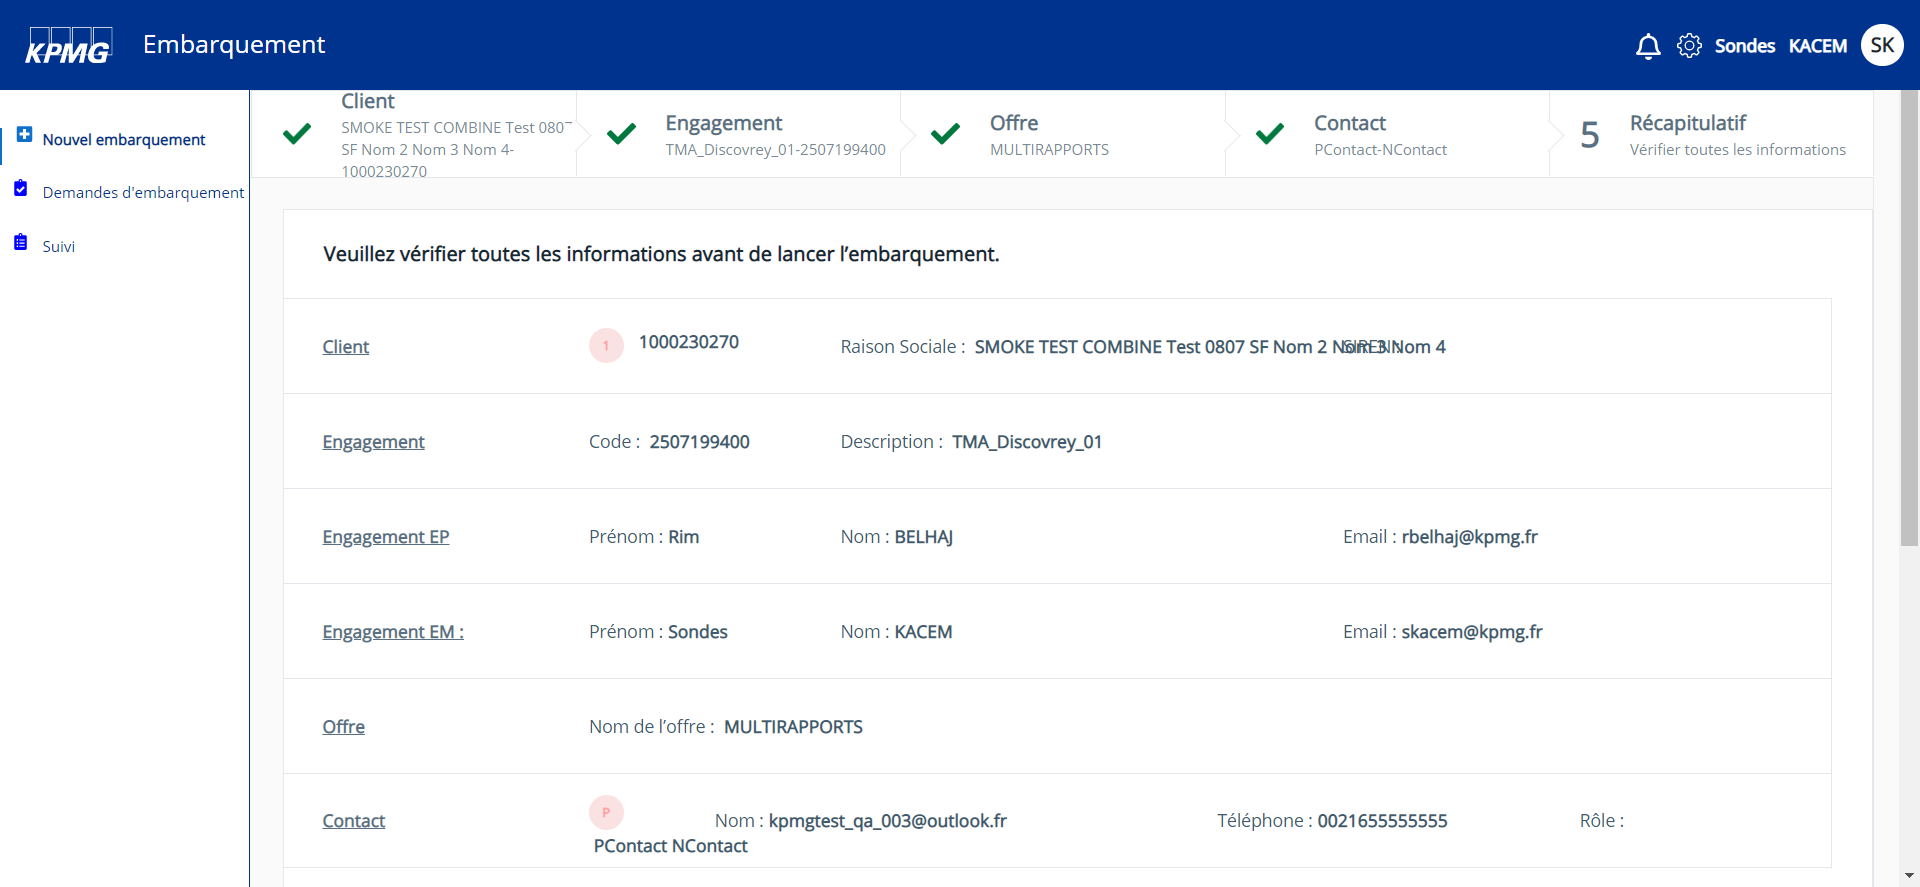 KPMG
Embarquement
Sondes KACEM SK
Nouvel embarquement
Demandes d'embarquement
Suivi
Client
SMOKE TEST COMBINE Test 0807
SF Nom 2 Nom 3 Nom 4-
1000230270
Engagement
TMA_Discovrey_01-2507199400
Offre
MULTIRAPPORTS
Contact
PContact-NContact
5
Récapitulatif
Vérifier toutes les informations
Veuillez vérifier toutes les informations avant de lancer l’embarquement.
Client 1 1000230270 Raison Sociale : SMOKE TEST COMBINE Test 0807 SF Nom 2 Nom 3 Nom 4
Engagement Code : 2507199400 Description : TMA_Discovrey_01
Engagement EP Prénom : Rim Nom : BELHAJ Email : rbelhaj@kpmg.fr
Engagement EM : Prénom : Sondes Nom : KACEM Email : skacem@kpmg.fr
Offre Nom de l’offre : MULTIRAPPORTS
Contact P Nom : kpmgtest_qa_003@outlook.fr Téléphone : 0021655555555 Rôle :
PContact NContact